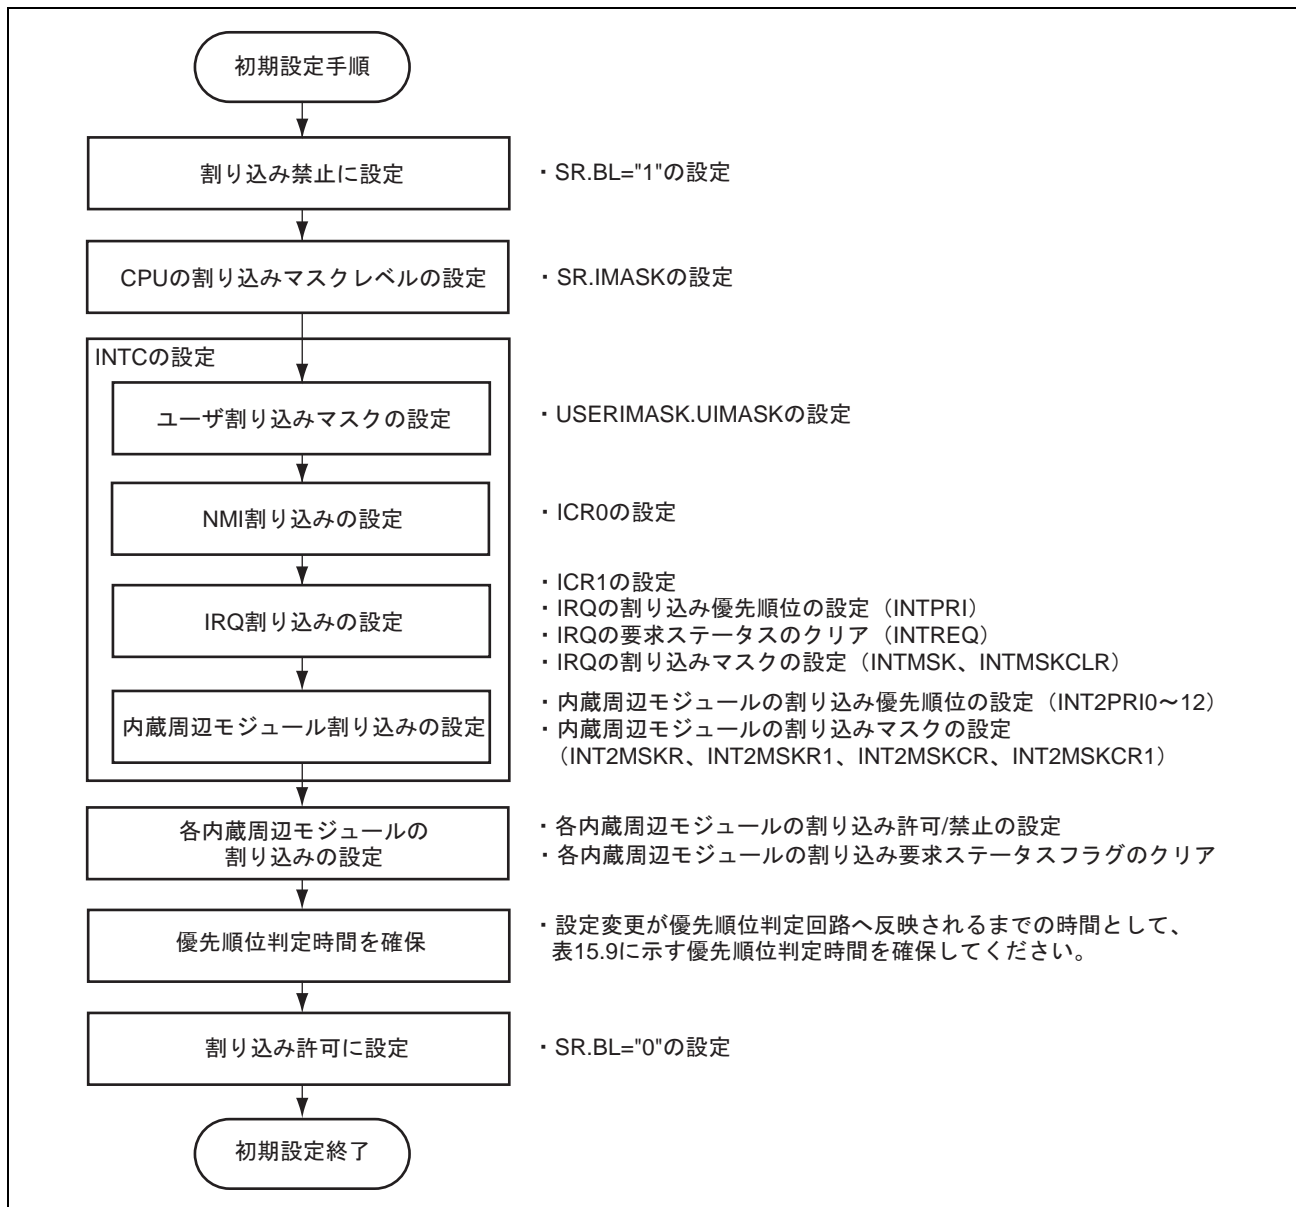 初期設定手順
割り込み禁止に設定
・SR.BL="1"の設定
CPUの割り込みマスクレベルの設定
・SR.IMASKの設定
INTCの設定
ユーザ割り込みマスクの設定
・USERIMASK.UIMASKの設定
NMI割り込みの設定
・ICR0の設定
IRQ割り込みの設定
・ICR1の設定
・IRQの割り込み優先順位の設定（INTPRI）
・IRQの要求ステータスのクリア（INTREQ）
・IRQの割り込みマスクの設定（INTMSK、INTMSKCLR）
内蔵周辺モジュール割り込みの設定
・内蔵周辺モジュールの割り込み優先順位の設定（INT2PRI0～12）
・内蔵周辺モジュールの割り込みマスクの設定
（INT2MSKR、INT2MSKR1、INT2MSKCR、INT2MSKCR1）
各内蔵周辺モジュールの
割り込みの設定
・各内蔵周辺モジュールの割り込み許可/禁止の設定
・各内蔵周辺モジュールの割り込み要求ステータスフラグのクリア
優先順位判定時間を確保
・設定変更が優先順位判定回路へ反映されるまでの時間として、
表15.9に示す優先順位判定時間を確保してください。
割り込み許可に設定
・SR.BL="0"の設定
初期設定終了